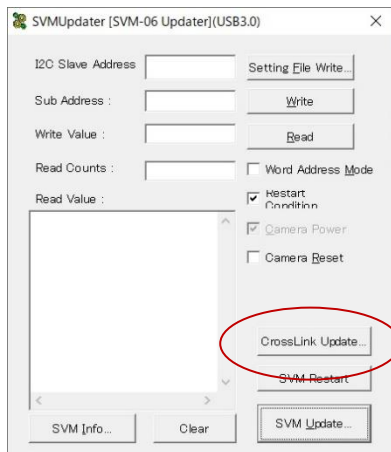 SVMUpdater [SVM-06 Updater](USB3.0)
I2C Slave Address
Setting File Write...
Sub Address :
Write
Write Value :
Read
Read Counts :
Word Address Mode
Read Value :
Restart
Condition
Camera Power
Camera Reset
CrossLink Update...
SVM Restart
SVM Info...
Clear
SVM Update...